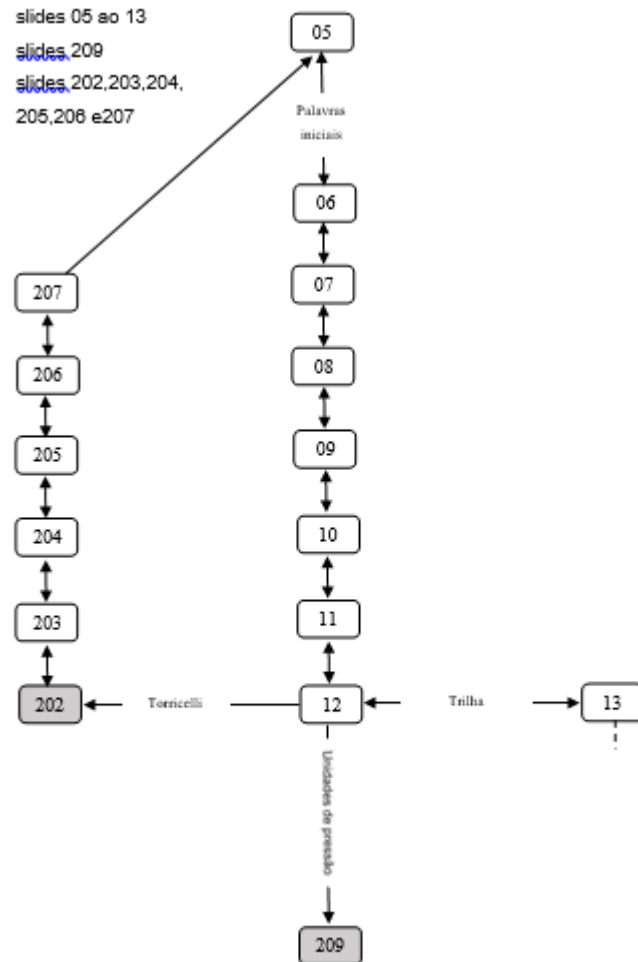 slides 05 ao 13
slides 209
slides 202,203,204,
205,206 e207
05
Palavras
iniciais
06
207
07
206
08
205
09
204
10
203
11
202
Torricelli
12
Trilha
13
Unidades de pressão
209